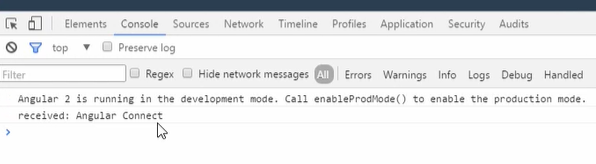 Elements Console Sources Network Timeline Profiles Application Security Audits
top Preserve log
Filter Regex Hide network messages All Errors Warnings Info Logs Debug Handled
Angular 2 is running in the development mode. Call enableProdMode() to enable the production mode.
received: Angular Connect